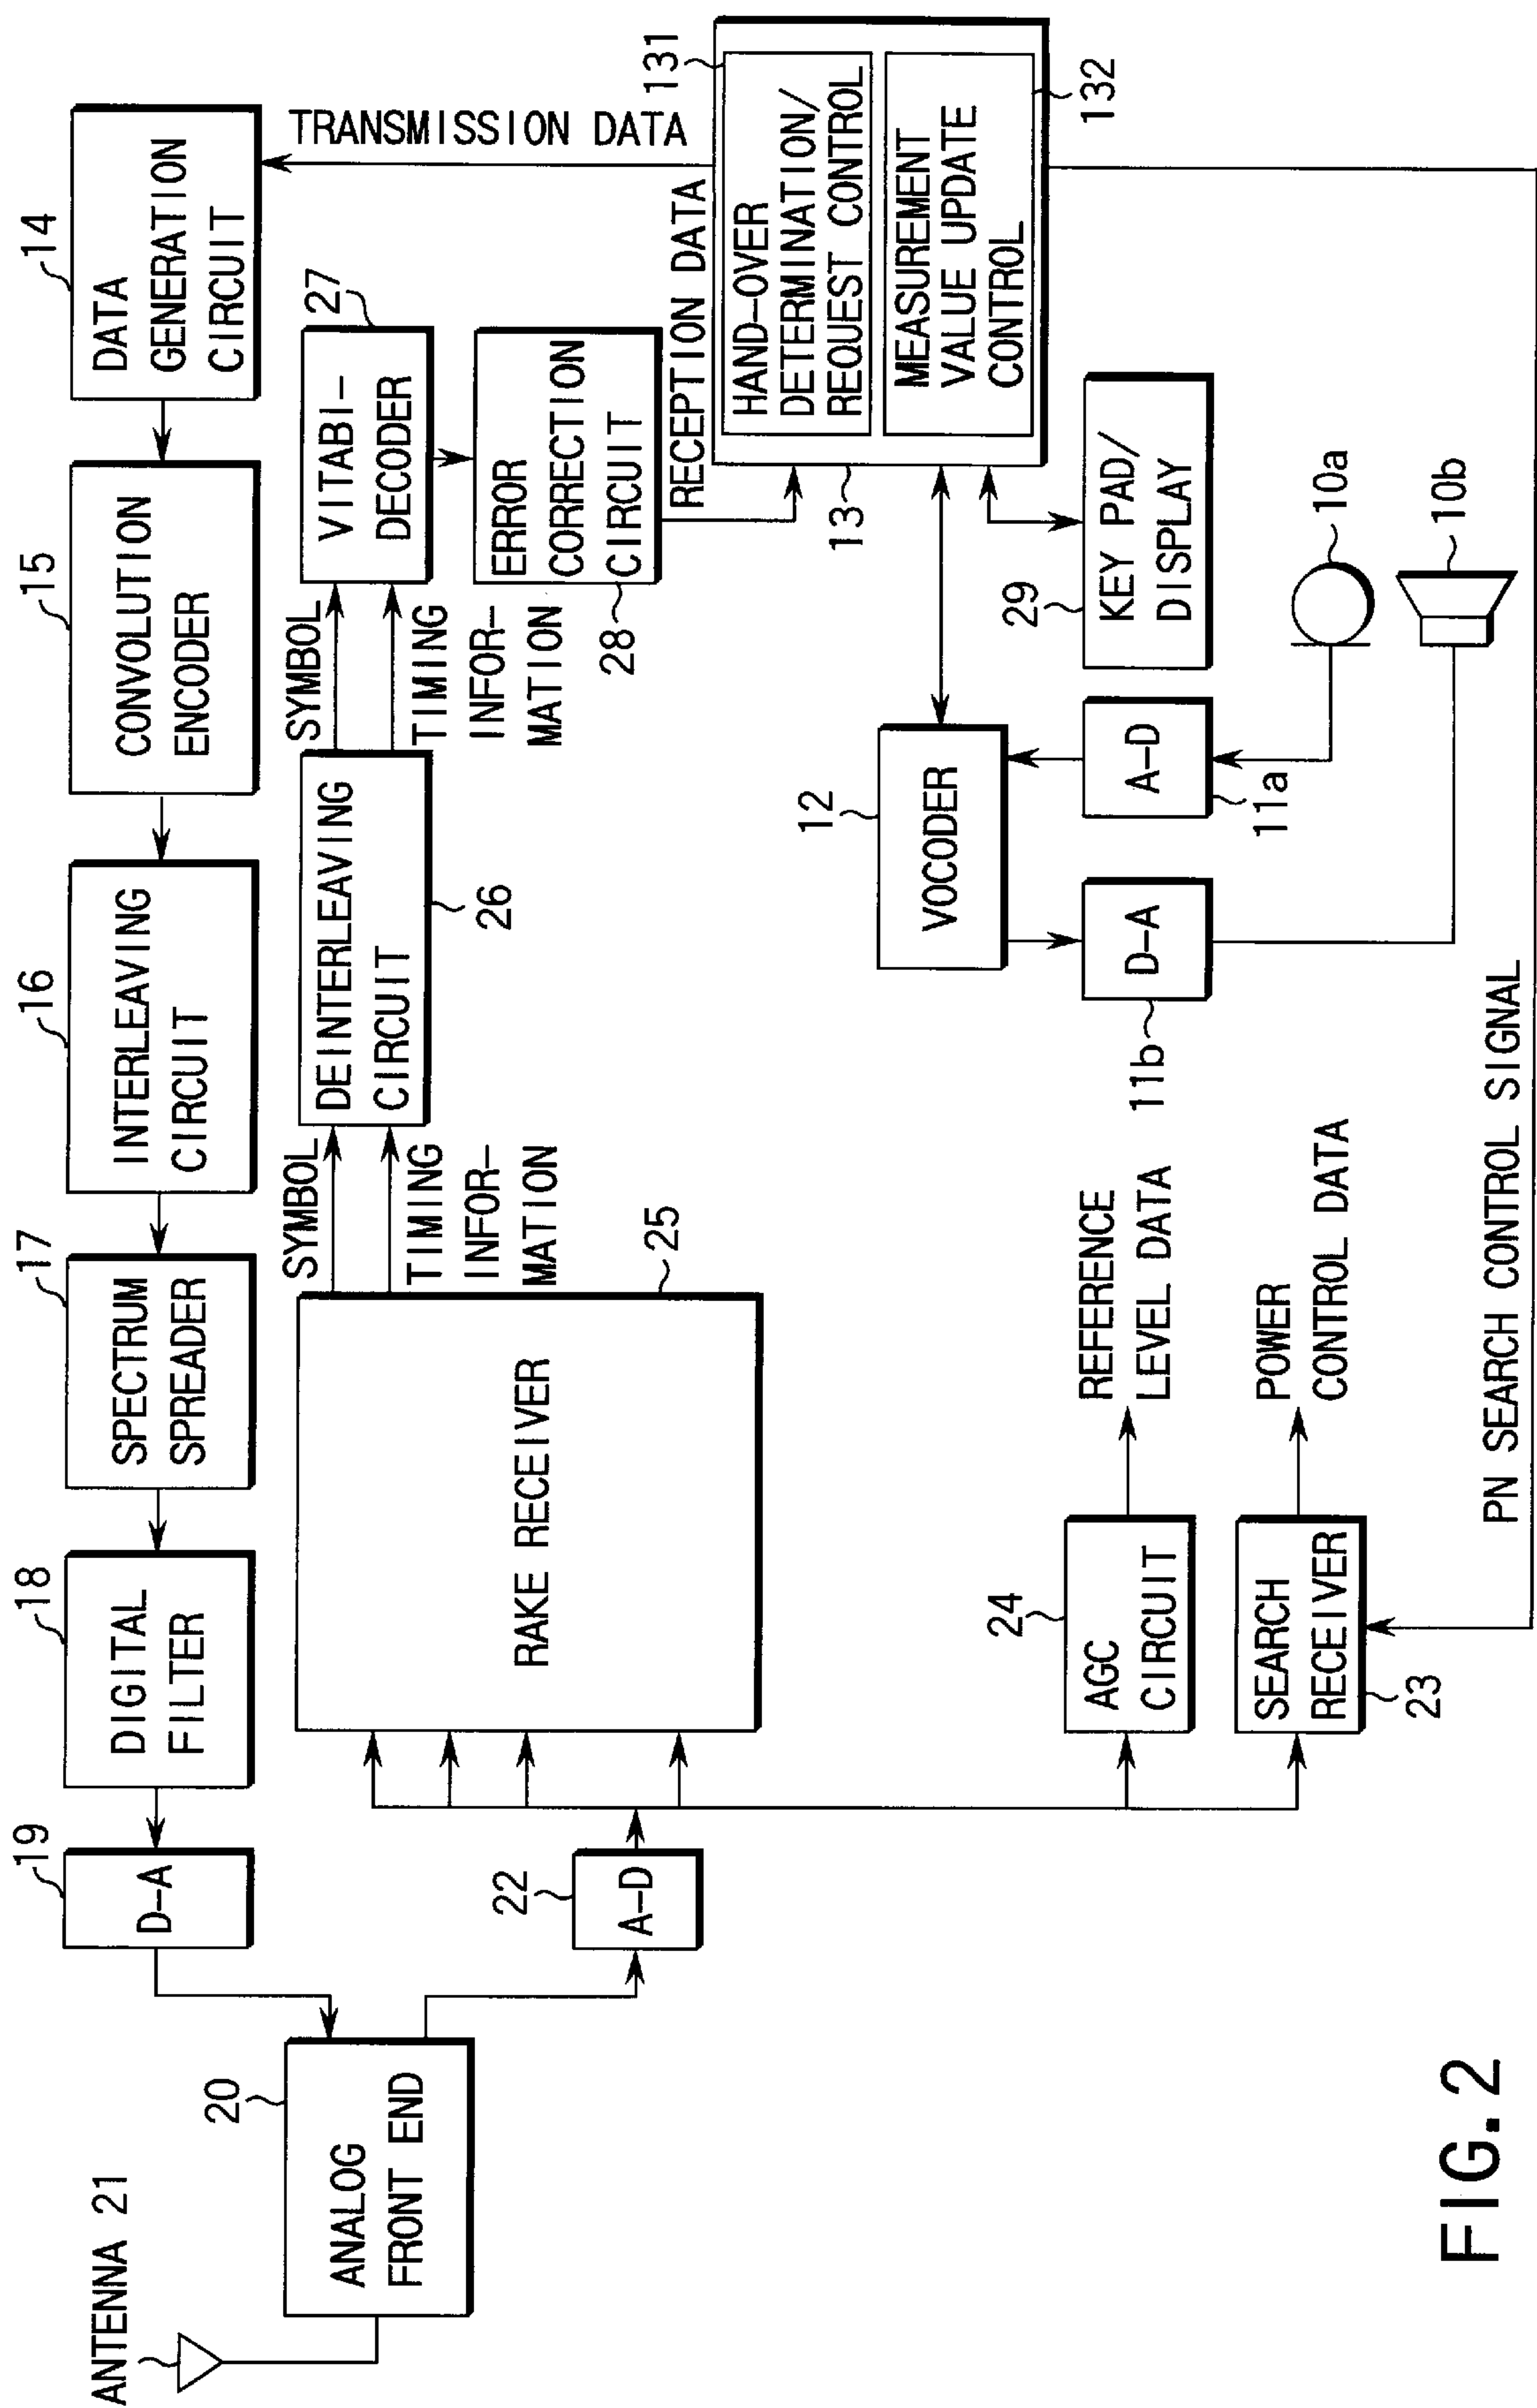 ANTENNA 21
20
ANALOG
FRONT END
19
D-A
18
DIGITAL
FILTER
17
SPECTRUM
SPREADER
16
INTERLEAVING
CIRCUIT
15
CONVOLUTION
ENCODER
14
DATA
GENERATION
CIRCUIT
TRANSMISSION DATA
22
A-D
RAKE RECEIVER
25
SYMBOL
TIMING
INFOR-
MATION
DEINTERLEAVING
CIRCUIT
26
SYMBOL
TIMING
INFOR-
MATION
27
VITABI-
DECODER
ERROR
CORRECTION
CIRCUIT
28
RECEPTION DATA
131
HAND-OVER
DETERMINATION/
REQUEST CONTROL
MEASUREMENT
VALUE UPDATE
CONTROL
132
13
12
VOCODER
29
KEY PAD/
DISPLAY
A-D
11a
D-A
11b
10a
10b
24
AGC
CIRCUIT
REFERENCE
LEVEL DATA
SEARCH
RECEIVER
23
POWER
CONTROL DATA
PN SEARCH CONTROL SIGNAL
FIG.2